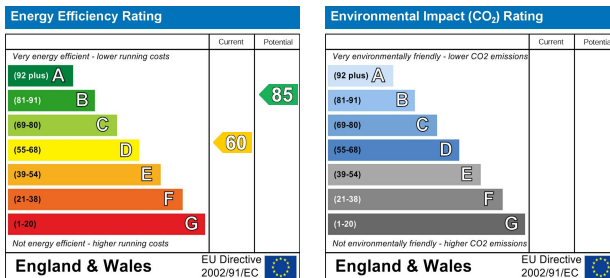 Energy Efficiency Rating
Current Potential
Very energy efficient - lower running costs
(92 plus) A
(81-91) B
(69-80) C
(55-68) D
(39-54) E
(21-38) F
(1-20) G
60
85
Not energy efficient - higher running costs
England & Wales
EU Directive
2002/91/EC
Environmental Impact (CO2) Rating
Current Potential
Very environmentally friendly - lower CO2 emissions
(92 plus) A
(81-91) B
(69-80) C
(55-68) D
(39-54) E
(21-38) F
(1-20) G
Not environmentally friendly - higher CO2 emissions
England & Wales
EU Directive
2002/91/EC